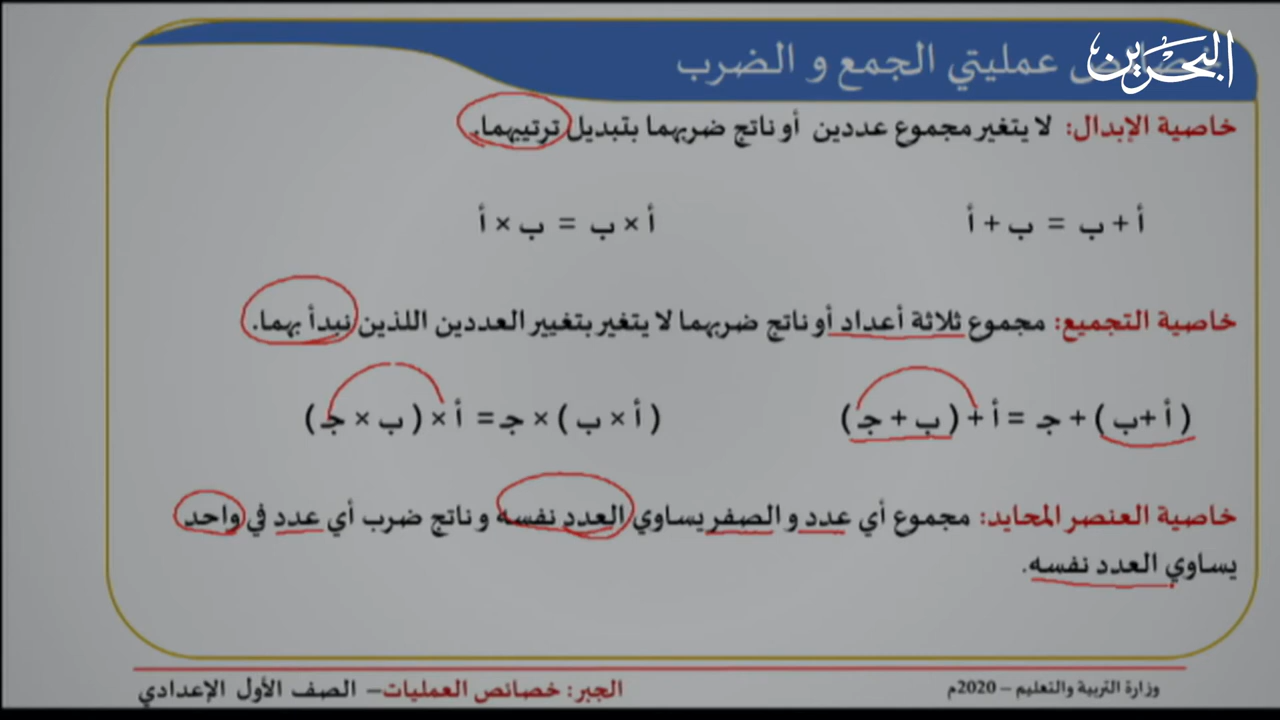 البحرين
عمليتي الجمع و الضرب
خاصية الإبدال: لا يتغير مجموع عددين أو ناتج ضربهما بتبديل ترتيبهما.
أ + ب = ب + أ
أ × ب = ب × أ
خاصية التجميع: مجموع ثلاثة أعداد أو ناتج ضربهما لا يتغير بتغيير العددين اللذين نبدأ بهما.
( أ + ب ) + جـ = أ + ( ب + جـ )
( أ × ب ) × جـ = أ × ( ب × جـ )
خاصية العنصر المحايد: مجموع أي عدد و الصفر يساوي العدد نفسه و ناتج ضرب أي عدد في واحد
يساوي العدد نفسه.
وزارة التربية والتعليم – 2020م
الجبر: خصائص العمليات – الصف الأول الإعدادي